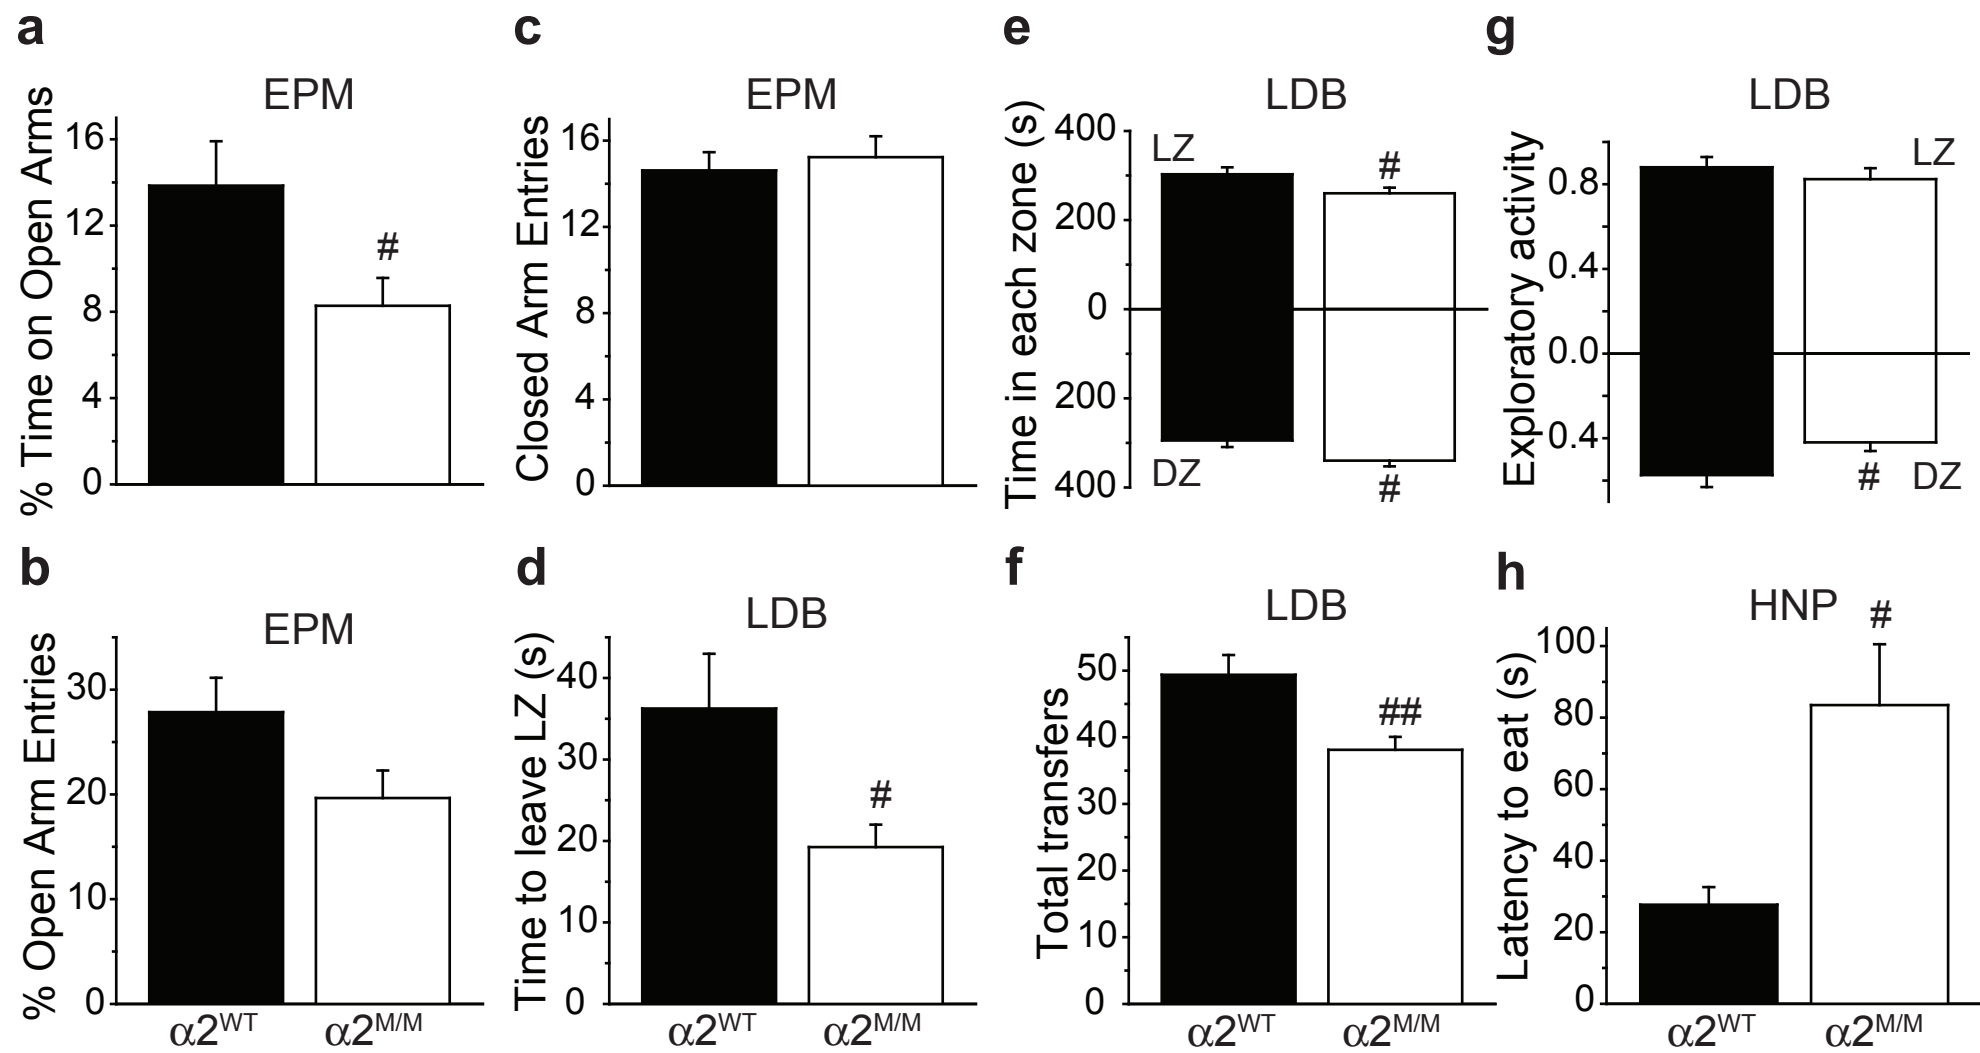 a
EPM
% Time on Open Arms
16
12
8
4
0
#
c
EPM
Closed Arm Entries
16
12
8
4
0
e
LDB
Time in each zone (s)
400
200
0
200
400
LZ
DZ
#
#
g
LDB
Exploratory activity
0.8
0.4
0.0
0.4
LZ
# DZ
b
EPM
% Open Arm Entries
30
20
10
0
α2ᵂᵀ α2ᴹ/ᴹ
d
LDB
Time to leave LZ (s)
40
30
20
10
0
#
α2ᵂᵀ α2ᴹ/ᴹ
f
LDB
Total transfers
50
40
30
20
10
0
##
α2ᵂᵀ α2ᴹ/ᴹ
h
HNP
Latency to eat (s)
100
80
60
40
20
0
#
α2ᵂᵀ α2ᴹ/ᴹ